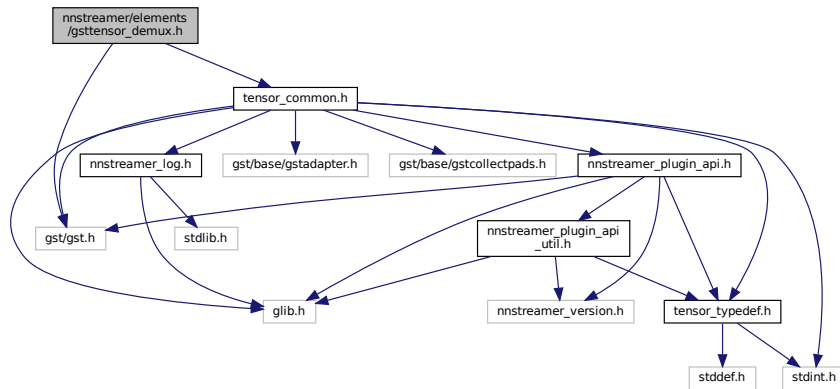 nnstreamer/elements
/gsttensor_demux.h
tensor_common.h
nnstreamer_log.h
gst/base/gstadapter.h
gst/base/gstcollectpads.h
nnstreamer_plugin_api.h
gst/gst.h
stdlib.h
nnstreamer_plugin_api
_util.h
glib.h
nnstreamer_version.h
tensor_typedef.h
stddef.h
stdint.h